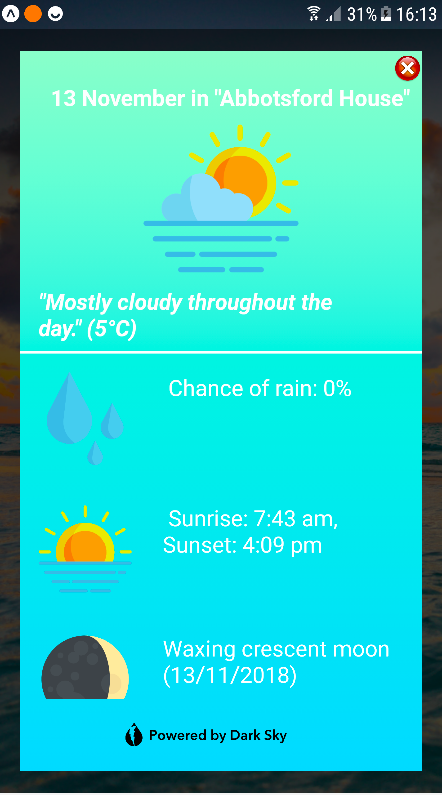 31% 16:13
13 November in "Abbotsford House"
"Mostly cloudy throughout the
day." (5°C)
Chance of rain: 0%
Sunrise: 7:43 am,
Sunset: 4:09 pm
Waxing crescent moon
(13/11/2018)
Powered by Dark Sky